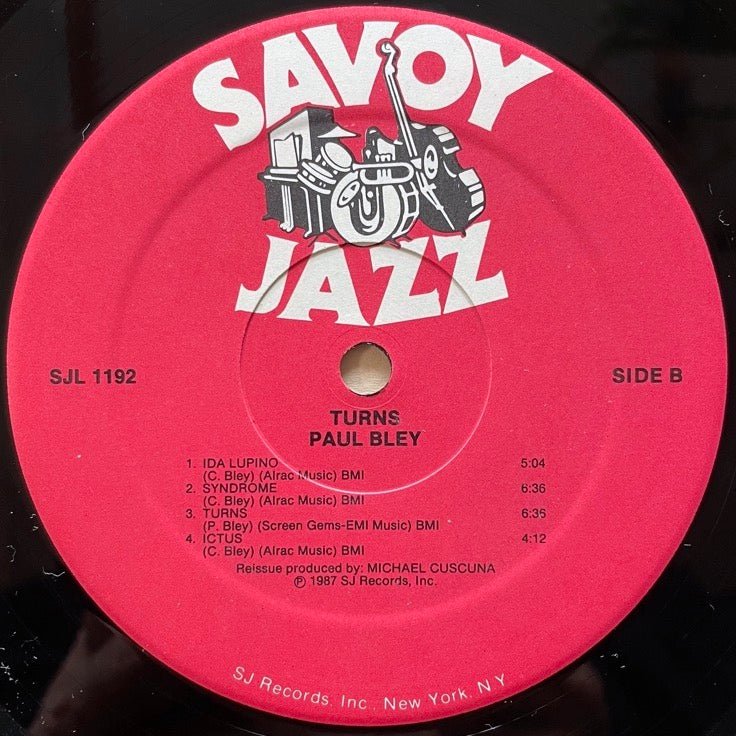 SAVOY
JAZZ
SJL 1192
SIDE B
TURNS
PAUL BLEY
1. IDA LUPINO 5:04
(C. Bley) (Alrac Music) BMI
2. SYNDROME 6:36
(C. Bley) (Alrac Music) BMI
3. TURNS 6:36
(P. Bley) (Screen Gems-EMI Music) BMI
4. ICTUS 4:12
(C. Bley) (Alrac Music) BMI
Reissue produced by: MICHAEL CUSCUNA
℗ 1987 SJ Records, Inc.
SJ Records, Inc., New York, N.Y.